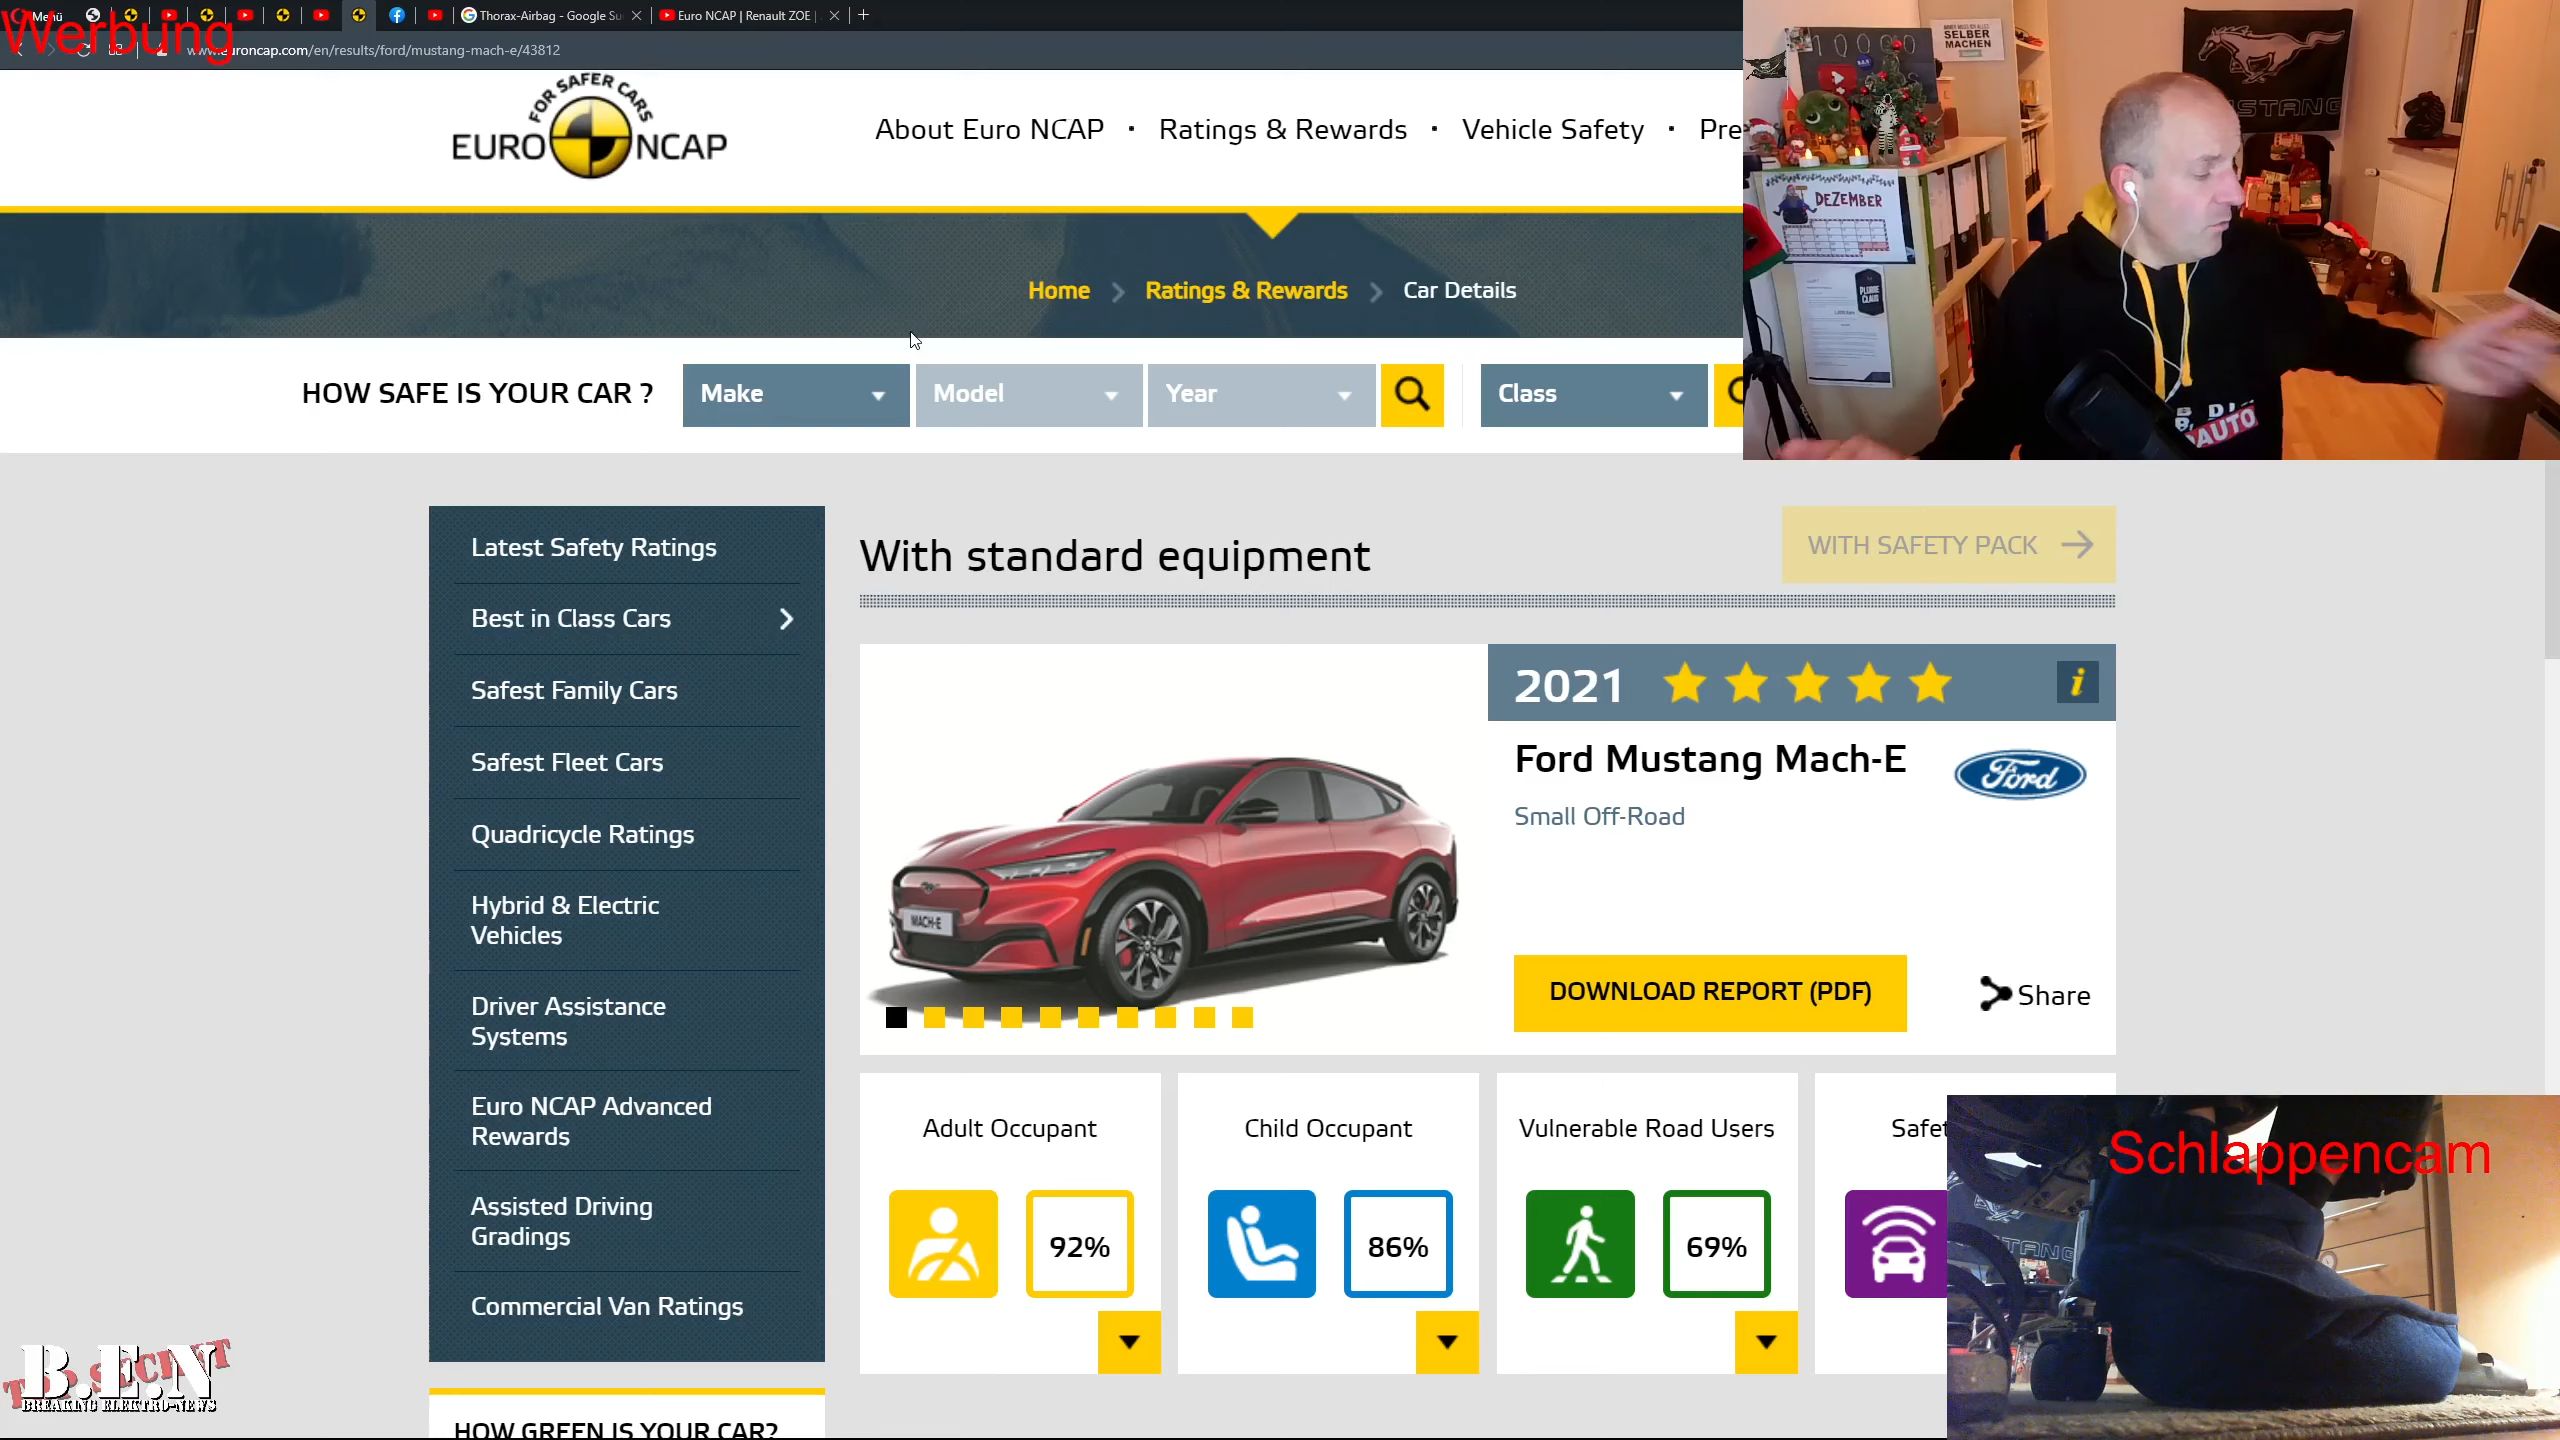 Menü
Thorax-Airbag - Google Su
Euro NCAP | Renault ZOE |
Werbung
www.euroncap.com/en/results/ford/mustang-mach-e/43812
FOR SAFER CARS
EURO NCAP
About Euro NCAP · Ratings & Rewards · Vehicle Safety · Pre
Home > Ratings & Rewards > Car Details
HOW SAFE IS YOUR CAR ? Make Model Year Class
10000
SELBER
MACHEN
MUSTANG
DEZEMBER
AUTO
Latest Safety Ratings
Best in Class Cars
Safest Family Cars
Safest Fleet Cars
Quadricycle Ratings
Hybrid & Electric
Vehicles
Driver Assistance
Systems
Euro NCAP Advanced
Rewards
Assisted Driving
Gradings
Commercial Van Ratings
HOW GREEN IS YOUR CAR?
With standard equipment
WITH SAFETY PACK
2021
Ford Mustang Mach-E
Ford
Small Off-Road
MACH-E
DOWNLOAD REPORT (PDF)
Share
Adult Occupant
92%
Child Occupant
86%
Vulnerable Road Users
69%
Safet
Schlappencam
TOP SECRET
B.E.N
BREAKING ELEKTRO-NEWS